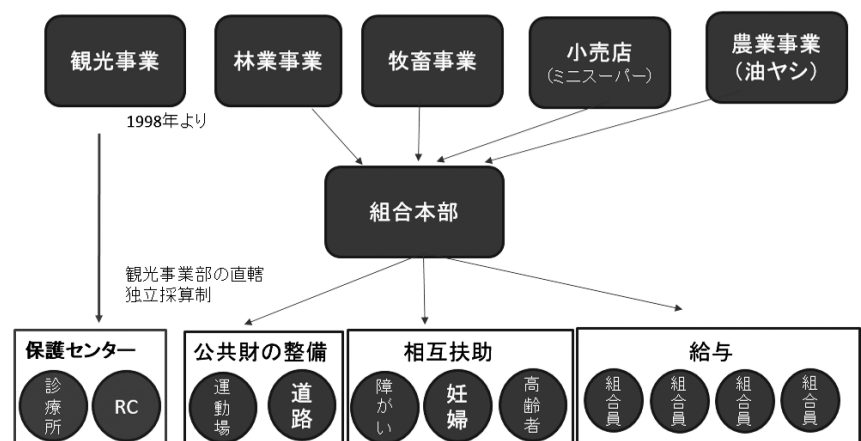 観光事業
林業事業
牧畜事業
小売店
(ミニスーパー)
農業事業
(油ヤシ)
1998年より
組合本部
観光事業部の直轄
独立採算制
保護センター
診療所
RC
公共財の整備
運動場
道路
相互扶助
障がい
妊婦
高齢者
給与
組合員
組合員
組合員
組合員